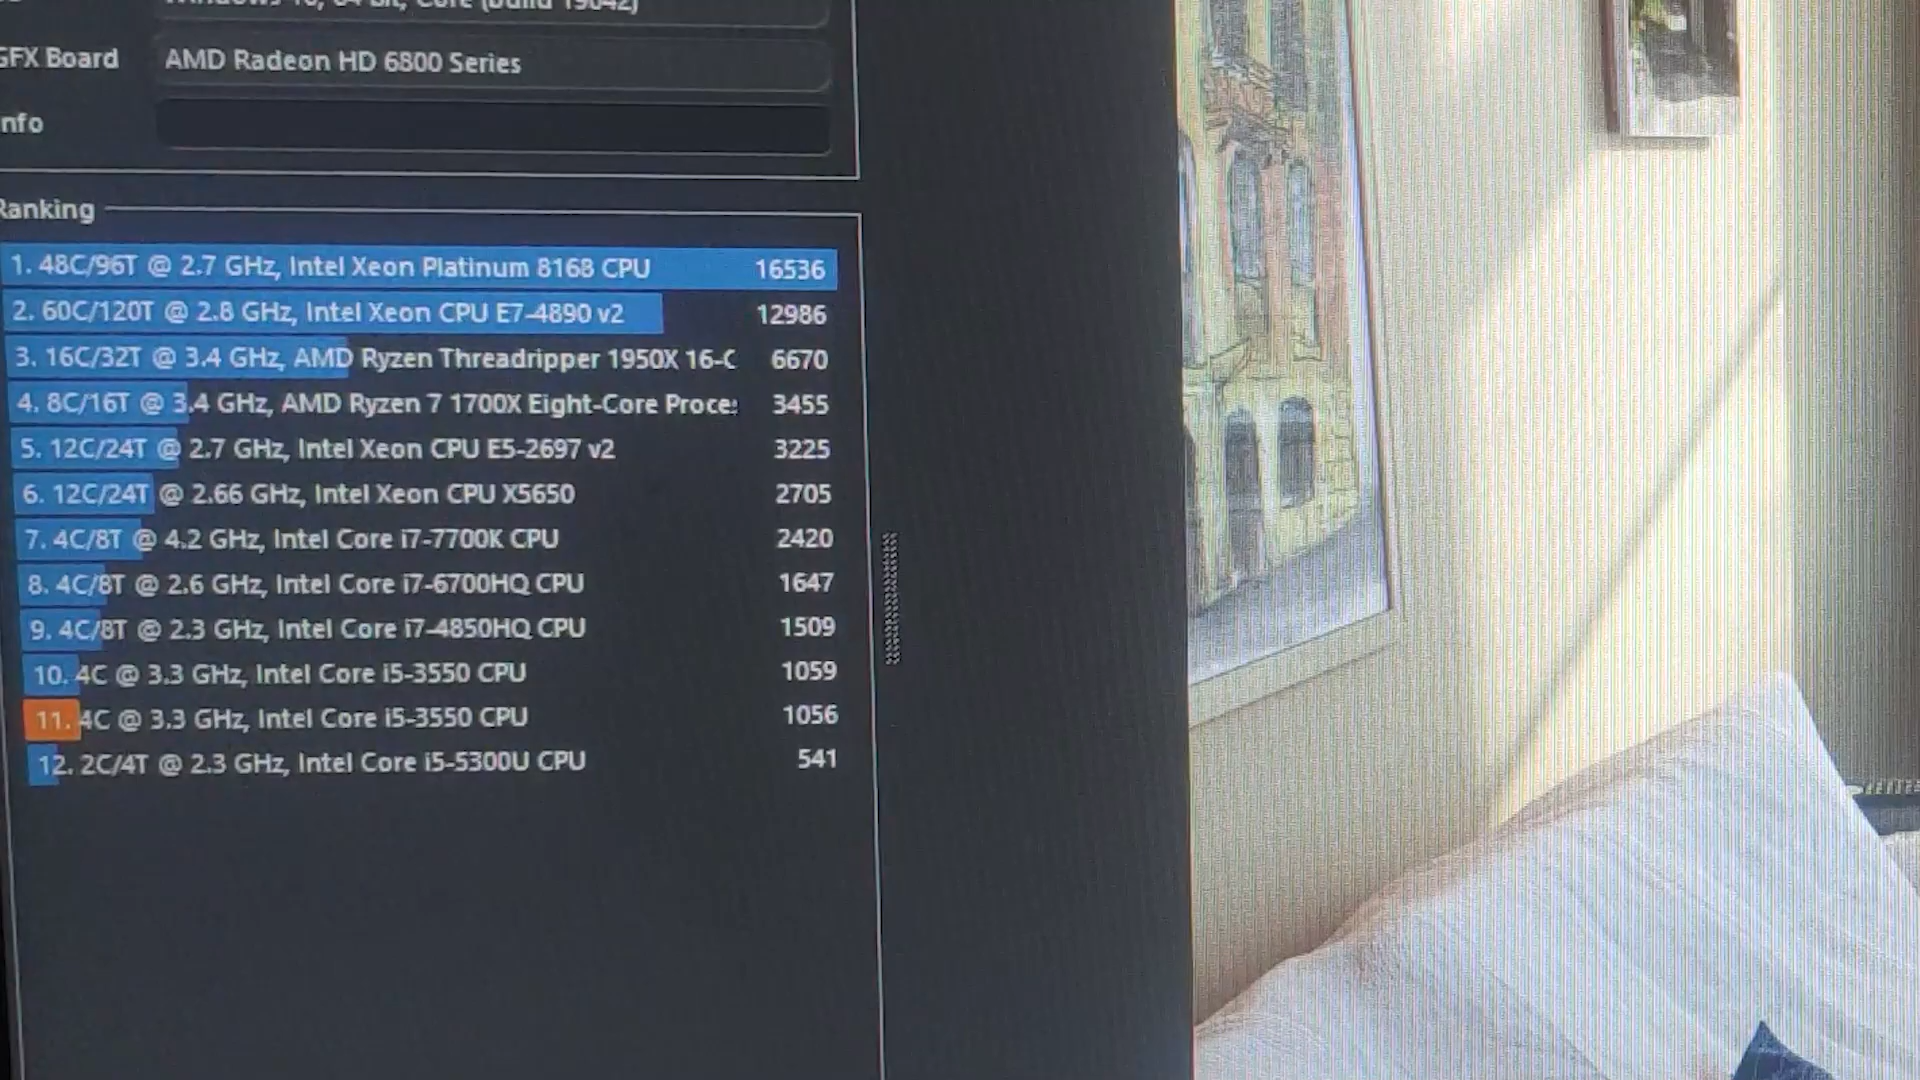 Windows 10, 64 Bit, Core (build 19042)
GFX Board
AMD Radeon HD 6800 Series
Info
Ranking
1. 48C/96T @ 2.7 GHz, Intel Xeon Platinum 8168 CPU 16536
2. 60C/120T @ 2.8 GHz, Intel Xeon CPU E7-4890 v2 12986
3. 16C/32T @ 3.4 GHz, AMD Ryzen Threadripper 1950X 16-C 6670
4. 8C/16T @ 3.4 GHz, AMD Ryzen 7 1700X Eight-Core Proce 3455
5. 12C/24T @ 2.7 GHz, Intel Xeon CPU E5-2697 v2 3225
6. 12C/24T @ 2.66 GHz, Intel Xeon CPU X5650 2705
7. 4C/8T @ 4.2 GHz, Intel Core i7-7700K CPU 2420
8. 4C/8T @ 2.6 GHz, Intel Core i7-6700HQ CPU 1647
9. 4C/8T @ 2.3 GHz, Intel Core i7-4850HQ CPU 1509
10. 4C @ 3.3 GHz, Intel Core i5-3550 CPU 1059
11. 4C @ 3.3 GHz, Intel Core i5-3550 CPU 1056
12. 2C/4T @ 2.3 GHz, Intel Core i5-5300U CPU 541